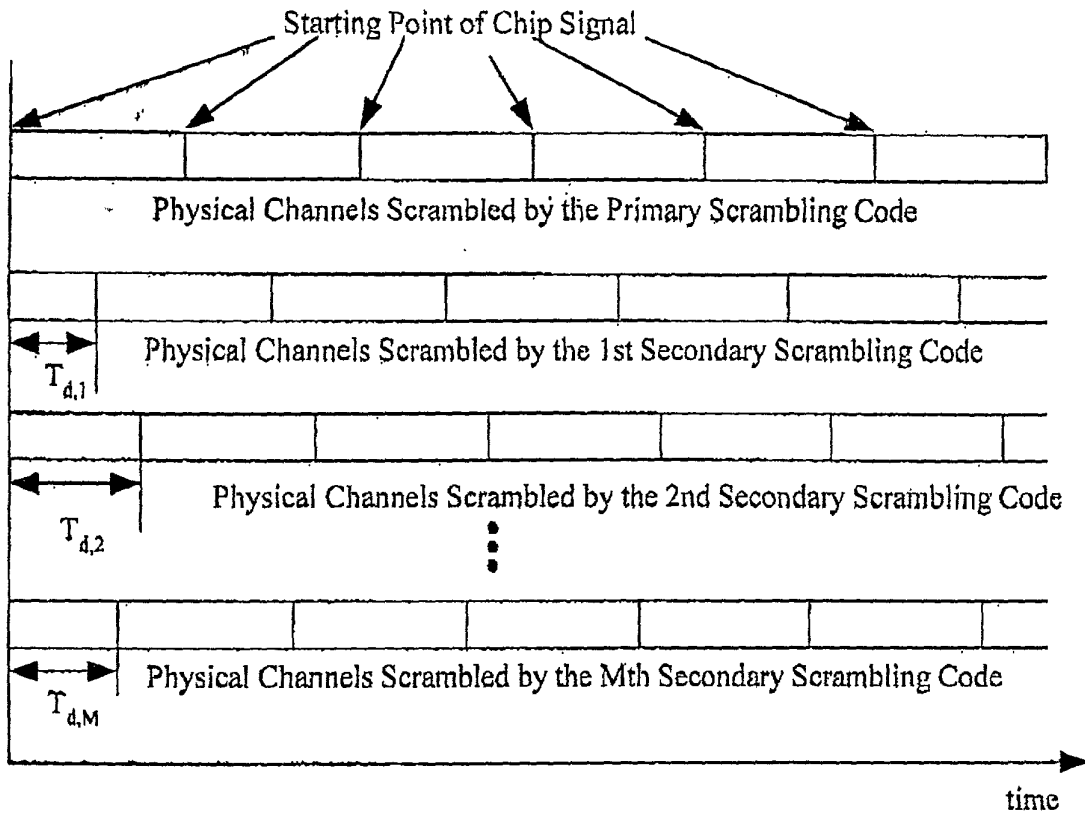 Starting Point of Chip Signal
Physical Channels Scrambled by the Primary Scrambling Code
Physical Channels Scrambled by the 1st Secondary Scrambling Code
T_{d,1}
Physical Channels Scrambled by the 2nd Secondary Scrambling Code
T_{d,2}
Physical Channels Scrambled by the Mth Secondary Scrambling Code
T_{d,M}
time